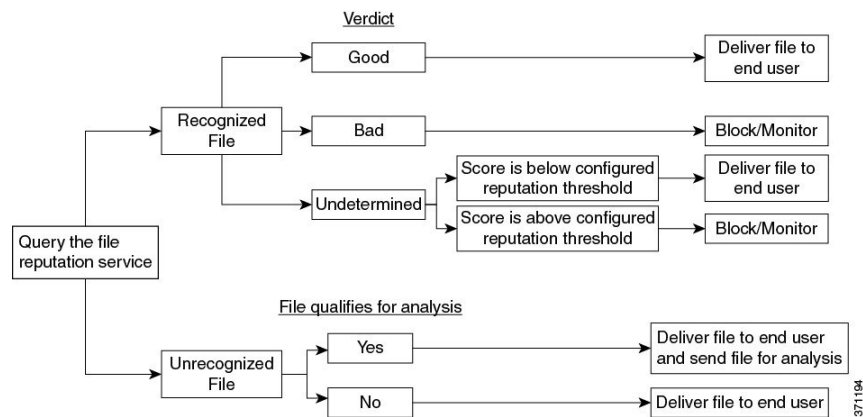 Verdict
Good
Deliver file to
end user
Recognized
File
Bad
Block/Monitor
Undetermined
Score is below configured
reputation threshold
Deliver file to
end user
Score is above configured
reputation threshold
Block/Monitor
Query the file
reputation service
File qualifies for analysis
Unrecognized
File
Yes
Deliver file to end user
and send file for analysis
No
Deliver file to end user
371194